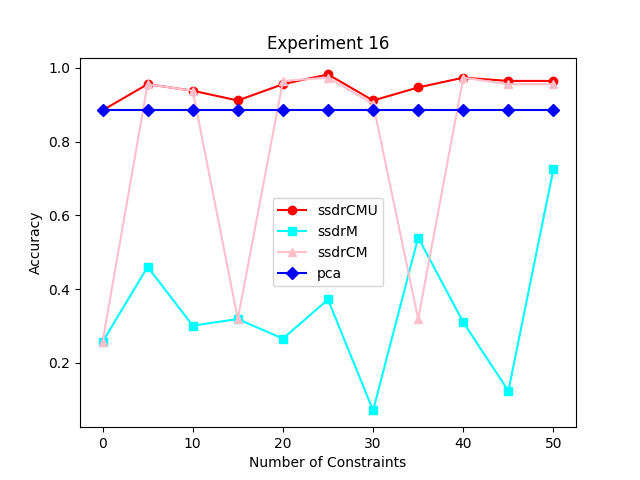 Experiment 16
Accuracy
1.0
0.8
0.6
0.4
0.2
ssdrCMU
ssdrM
ssdrCM
pca
0 10 20 30 40 50
Number of Constraints